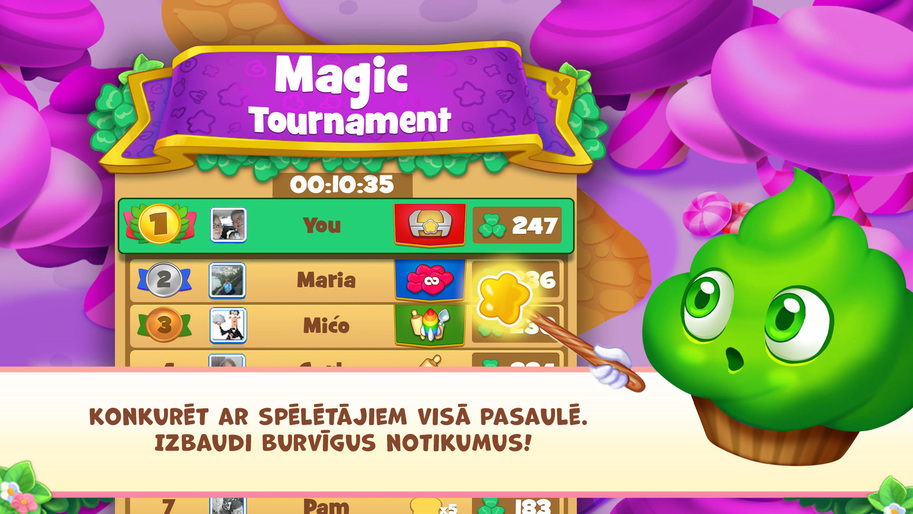 Magic
Tournament
00:10:35
1 You 247
2 Maria
3 Mićo
KONKURĒT AR SPĒLĒTĀJIEM VISĀ PASAULĒ.
IZBAUDI BURVĪGUS NOTIKUMUS!
7 Pam x5 183